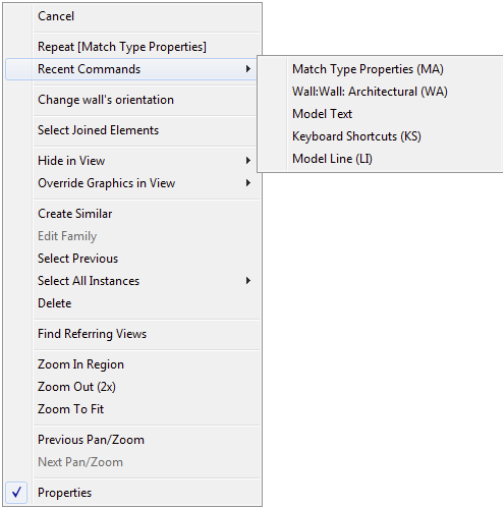 Cancel
Repeat [Match Type Properties]
Recent Commands
Match Type Properties (MA)
Wall:Wall: Architectural (WA)
Model Text
Keyboard Shortcuts (KS)
Model Line (LI)
Change wall's orientation
Select Joined Elements
Hide in View
Override Graphics in View
Create Similar
Edit Family
Select Previous
Select All Instances
Delete
Find Referring Views
Zoom In Region
Zoom Out (2x)
Zoom To Fit
Previous Pan/Zoom
Next Pan/Zoom
Properties